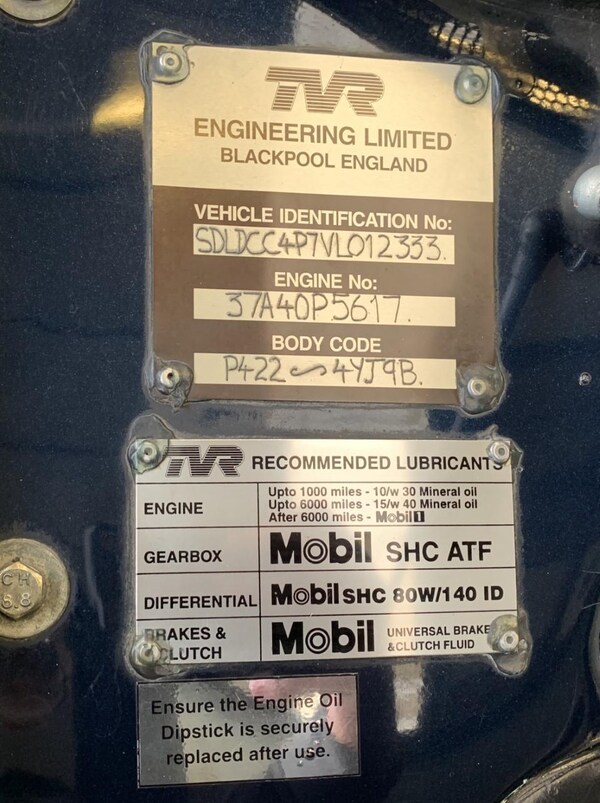 TVR
ENGINEERING LIMITED
BLACKPOOL ENGLAND
VEHICLE IDENTIFICATION No:
SDLDCC4P7VL012333.
ENGINE No:
37A40P5617.
BODY CODE
P422 ~ 4YJ9B.
TVR RECOMMENDED LUBRICANTS
ENGINE
Upto 1000 miles - 10/w 30 Mineral oil
Upto 6000 miles - 15/w 40 Mineral oil
After 6000 miles - Mobil 1
GEARBOX Mobil SHC ATF
DIFFERENTIAL Mobil SHC 80W/140 ID
BRAKES & CLUTCH Mobil UNIVERSAL BRAKE & CLUTCH FLUID
Ensure the Engine Oil
Dipstick is securely
replaced after use.
CH
8.8